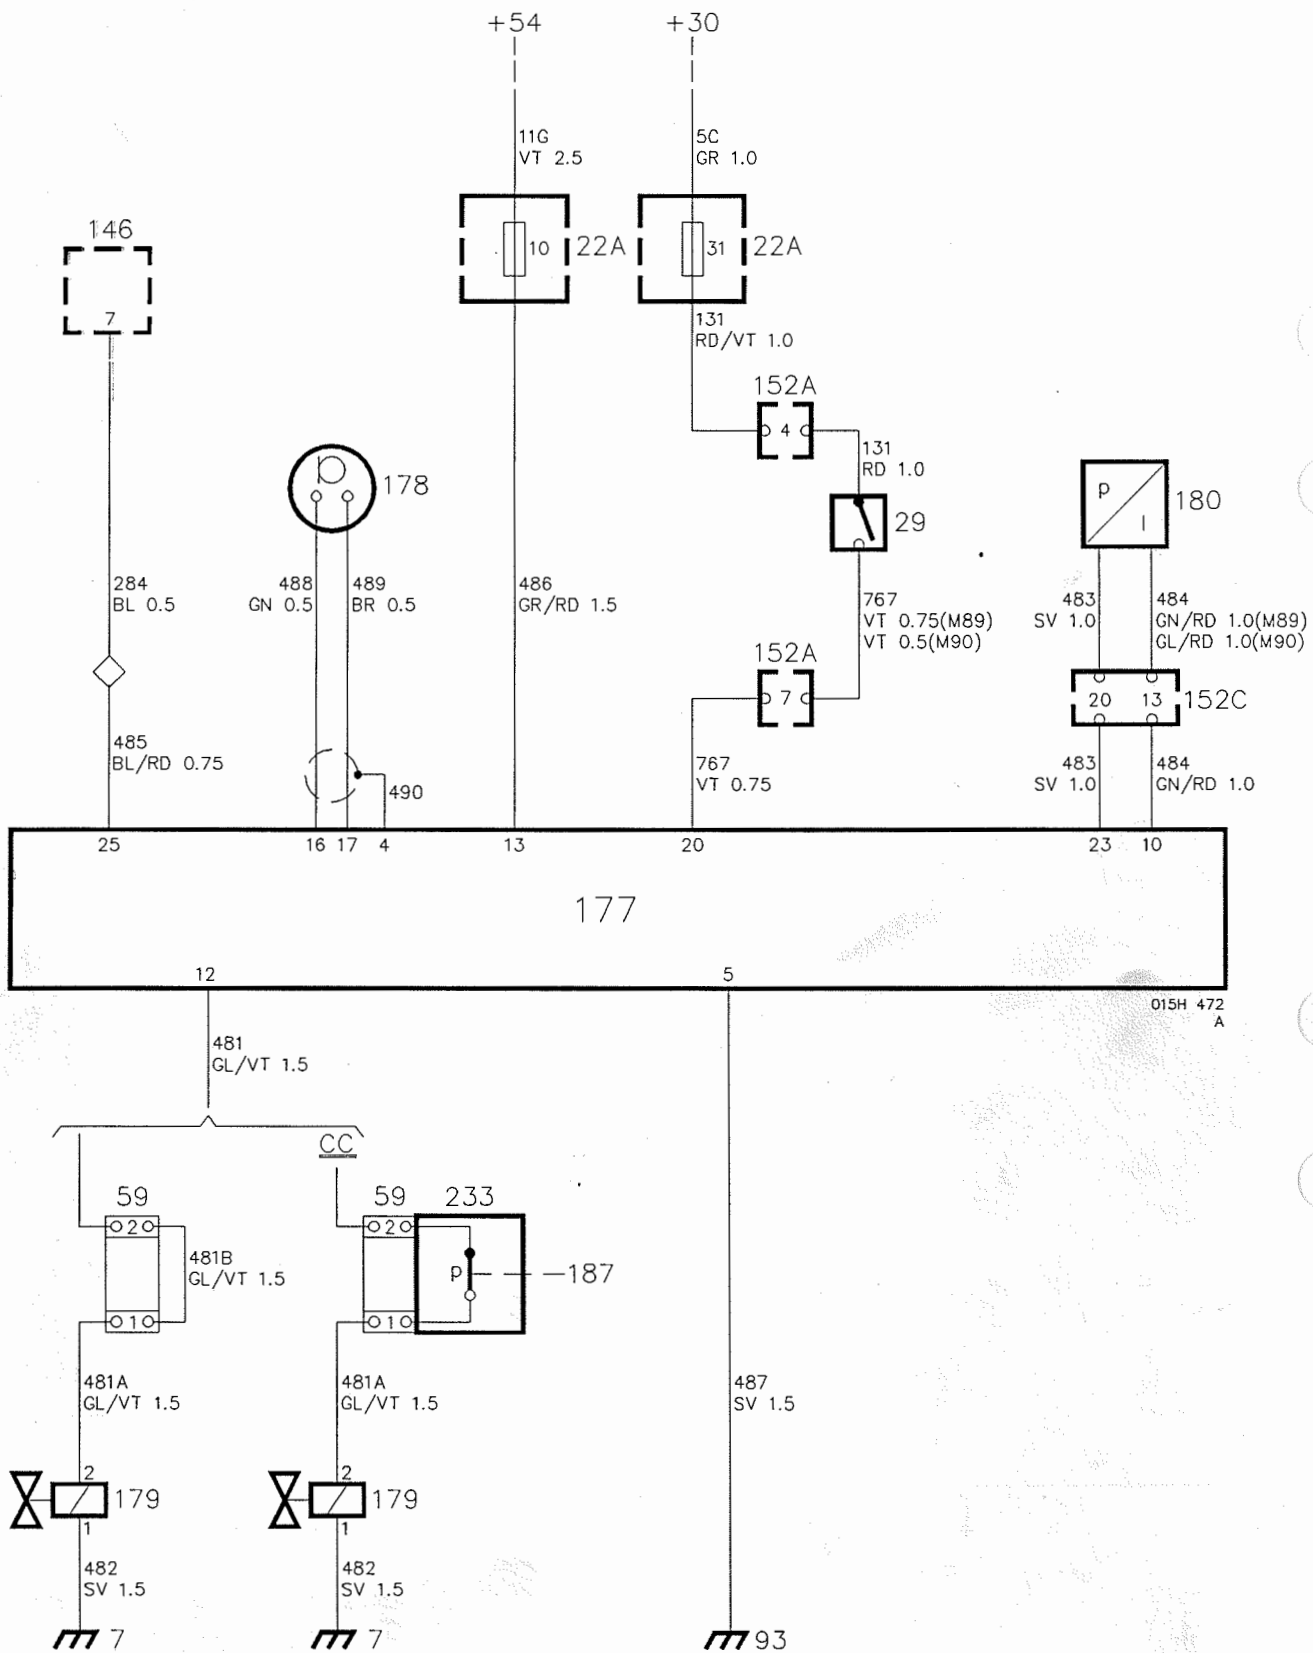 +54
+30
11G
VT 2.5
5C
GR 1.0
146
10
22A
31
22A
7
131
RD/VT 1.0
152A
4
131
RD 1.0
178
29
P
I
180
284
BL 0.5
488
GN 0.5
489
BR 0.5
486
GR/RD 1.5
767
VT 0.75(M89)
VT 0.5(M90)
483
SV 1.0
484
GN/RD 1.0(M89)
GL/RD 1.0(M90)
152A
7
20
13
152C
485
BL/RD 0.75
490
767
VT 0.75
483
SV 1.0
484
GN/RD 1.0
25
16
17
4
13
20
23
10
177
12
5
015H 472
A
481
GL/VT 1.5
CC
59
59
233
2
2
481B
GL/VT 1.5
P
187
1
1
481A
GL/VT 1.5
481A
GL/VT 1.5
487
SV 1.5
2
179
1
2
179
1
482
SV 1.5
482
SV 1.5
7
7
93